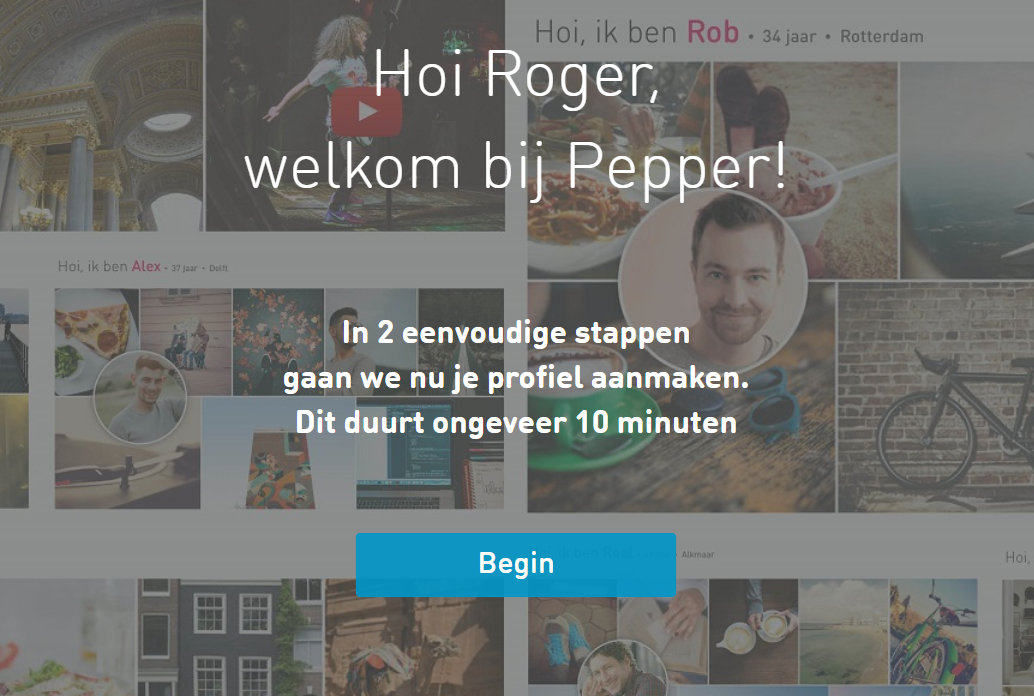 Hoi, ik ben Rob • 34 jaar • Rotterdam
Hoi Roger,
welkom bij Pepper!
Hoi, ik ben Alex • 37 jaar • Delft
In 2 eenvoudige stappen
gaan we nu je profiel aanmaken.
Dit duurt ongeveer 10 minuten
Begin
• Alkmaar
Hoi,